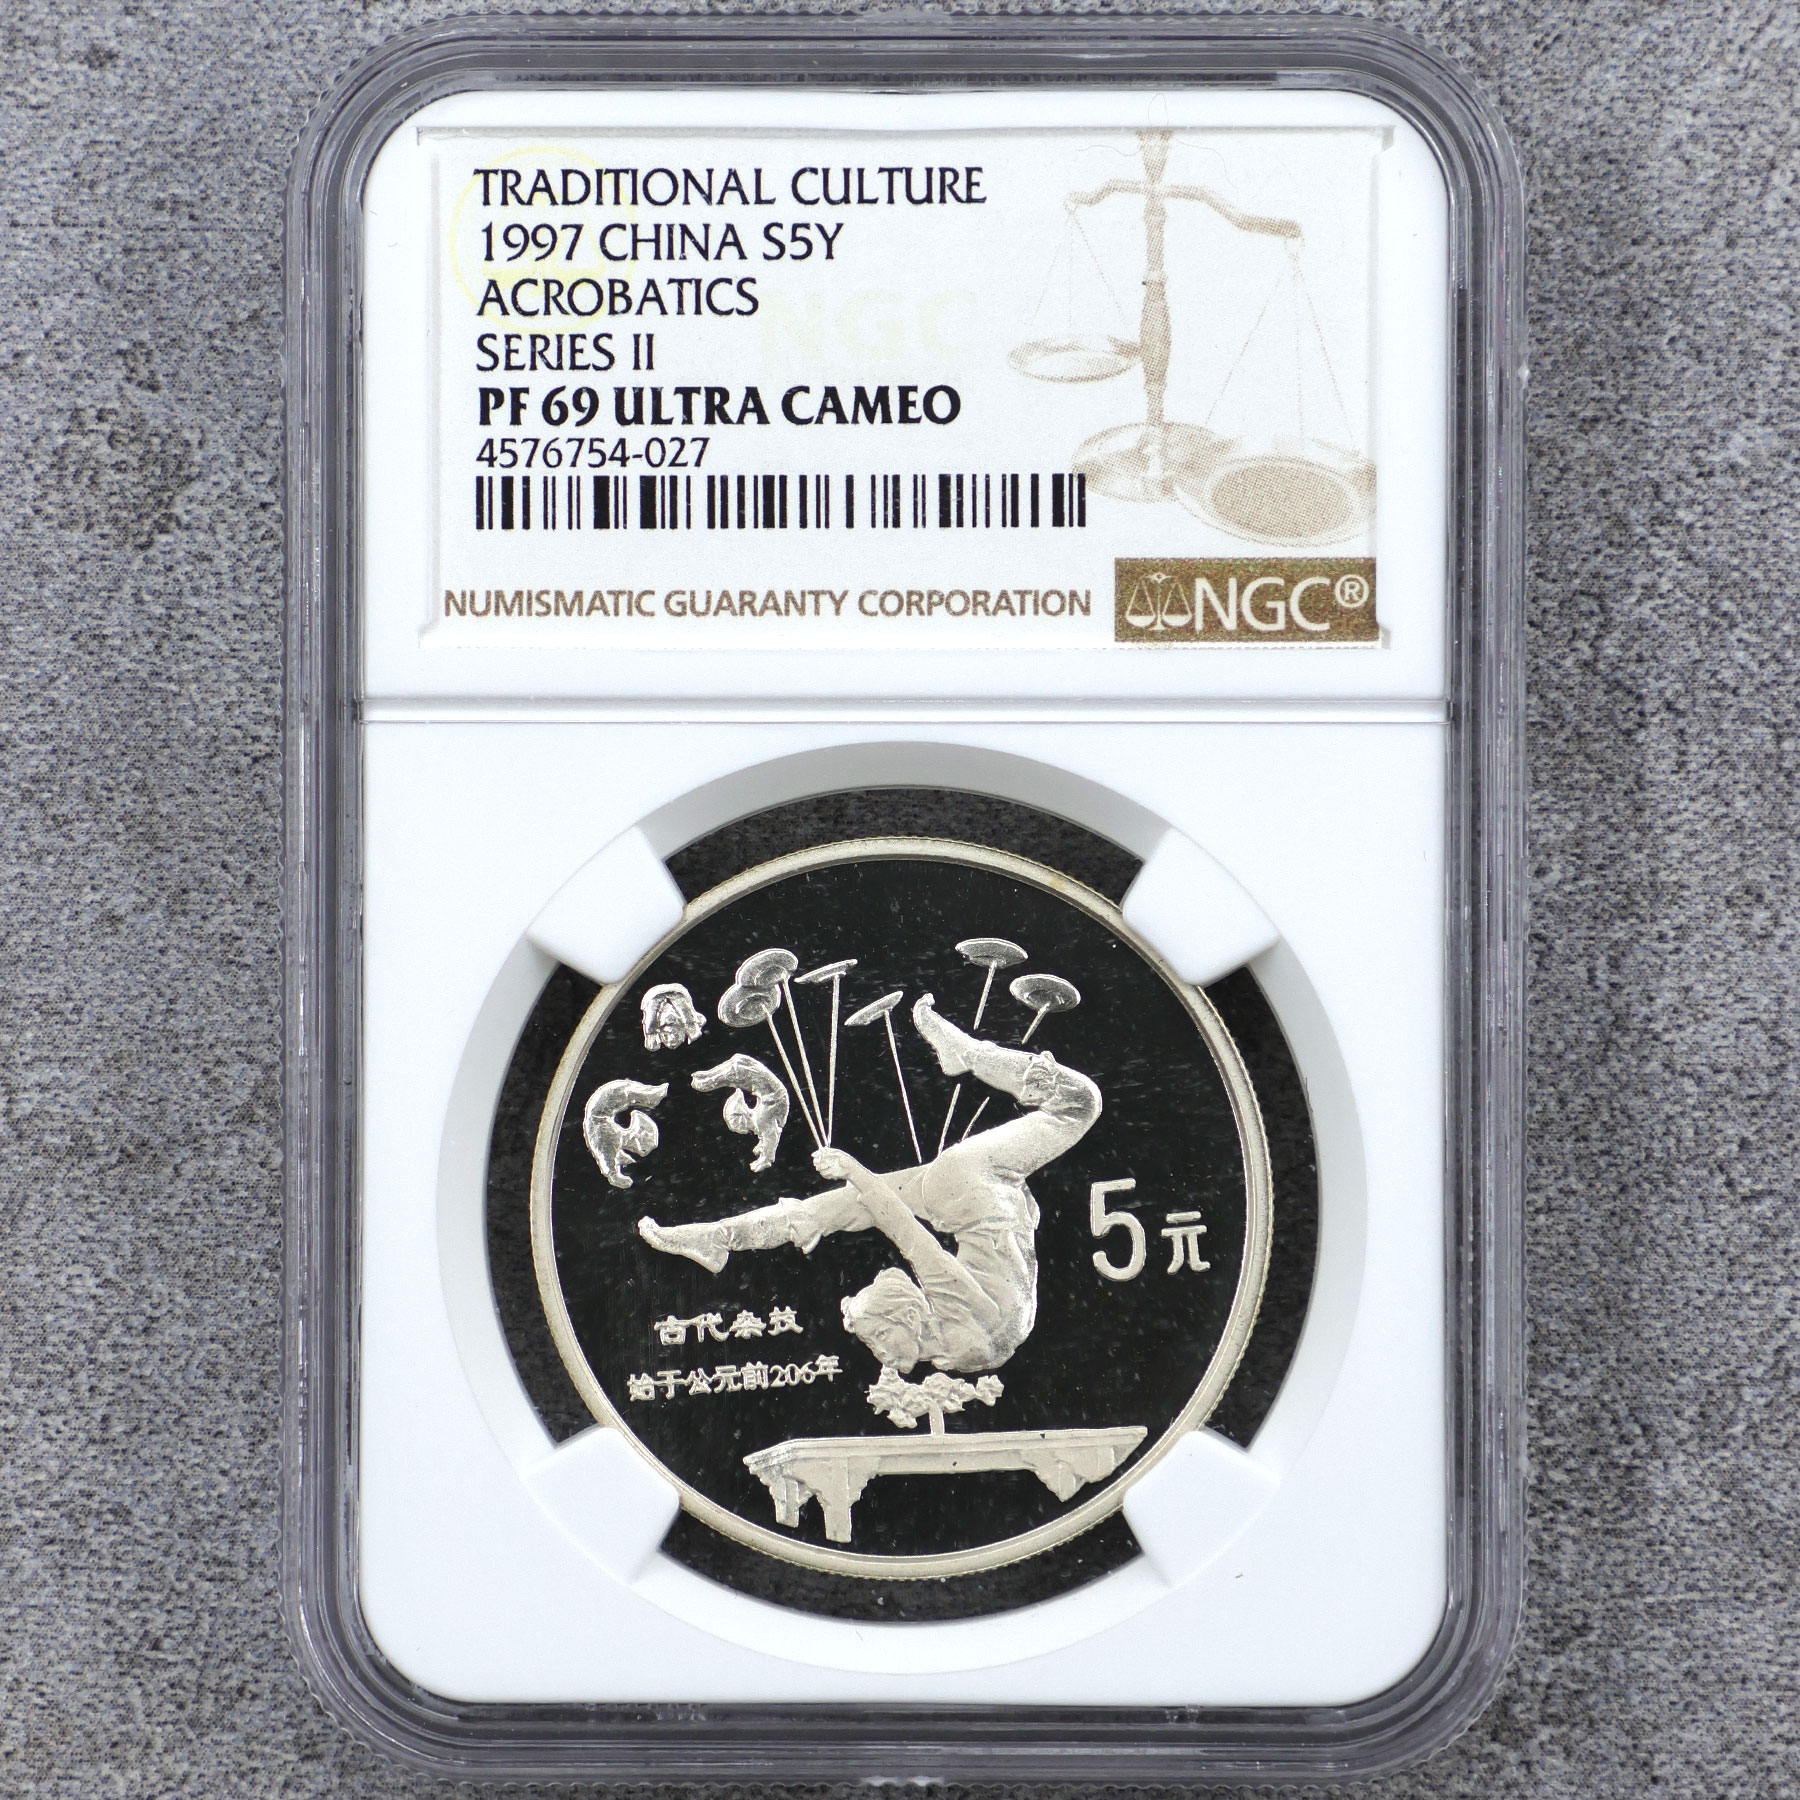 TRADITIONAL CULTURE
1997 CHINA S5Y
ACROBATICS
SERIES II
PF 69 ULTRA CAMEO
4576754-027
NUMISMATIC GUARANTY CORPORATION
NGC®
NGC
5元
古代杂技
始于公元前206年